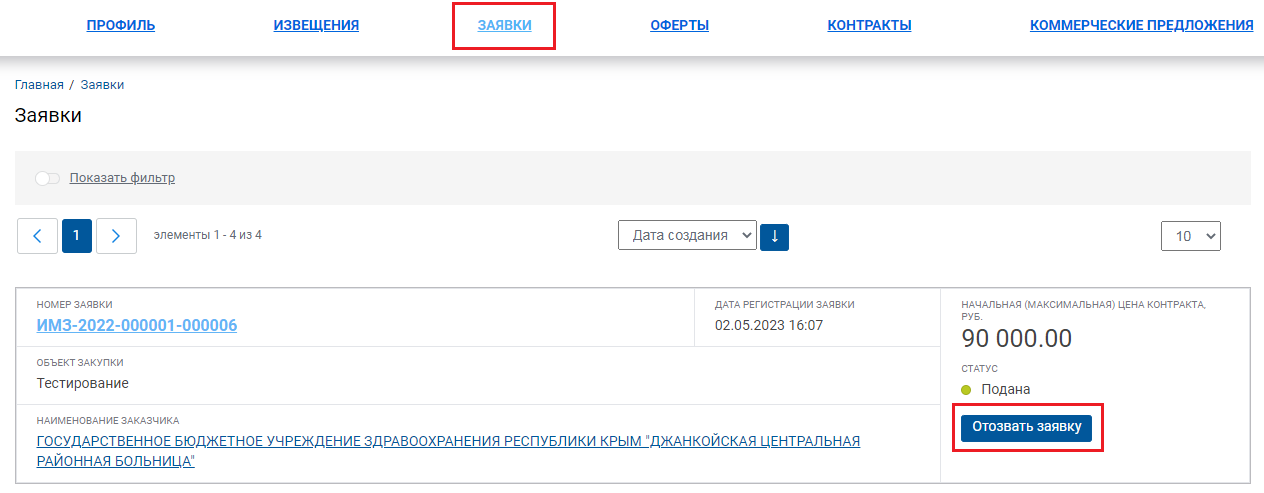 ПРОФИЛЬ ИЗВЕЩЕНИЯ ЗАЯВКИ ОФЕРТЫ КОНТРАКТЫ КОММЕРЧЕСКИЕ ПРЕДЛОЖЕНИЯ
Главная / Заявки
Заявки
Показать фильтр
1 элементы 1 - 4 из 4 Дата создания 10
НОМЕР ЗАЯВКИ
ИМЗ-2022-000001-000006
ДАТА РЕГИСТРАЦИИ ЗАЯВКИ
02.05.2023 16:07
ОБЪЕКТ ЗАКУПКИ
Тестирование
НАИМЕНОВАНИЕ ЗАКАЗЧИКА
ГОСУДАРСТВЕННОЕ БЮДЖЕТНОЕ УЧРЕЖДЕНИЕ ЗДРАВООХРАНЕНИЯ РЕСПУБЛИКИ КРЫМ "ДЖАНКОЙСКАЯ ЦЕНТРАЛЬНАЯ
РАЙОННАЯ БОЛЬНИЦА"
НАЧАЛЬНАЯ (МАКСИМАЛЬНАЯ) ЦЕНА КОНТРАКТА,
РУБ.
90 000.00
СТАТУС
Подана
Отозвать заявку